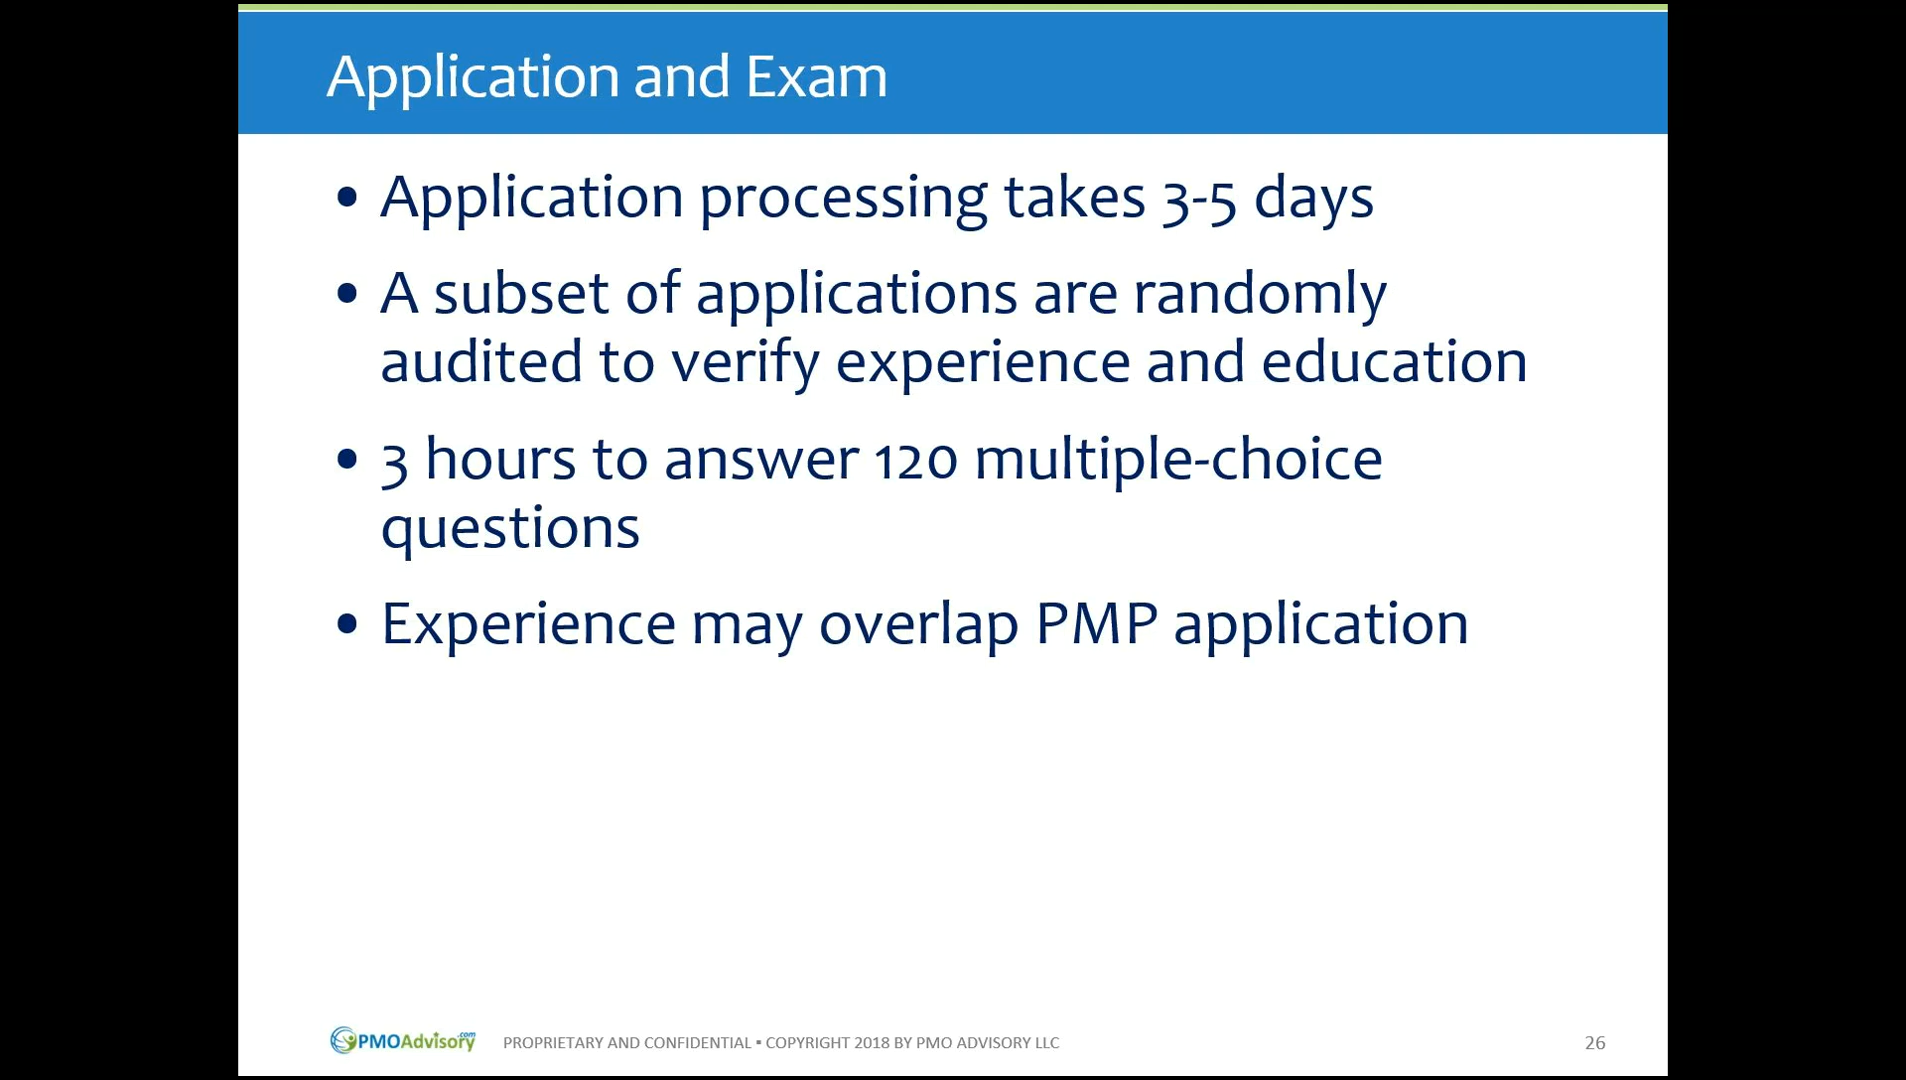 Application and Exam
• Application processing takes 3-5 days
• A subset of applications are randomly
audited to verify experience and education
• 3 hours to answer 120 multiple-choice
questions
• Experience may overlap PMP application
PMOAdvisory.com
PROPRIETARY AND CONFIDENTIAL ▪ COPYRIGHT 2018 BY PMO ADVISORY LLC
26